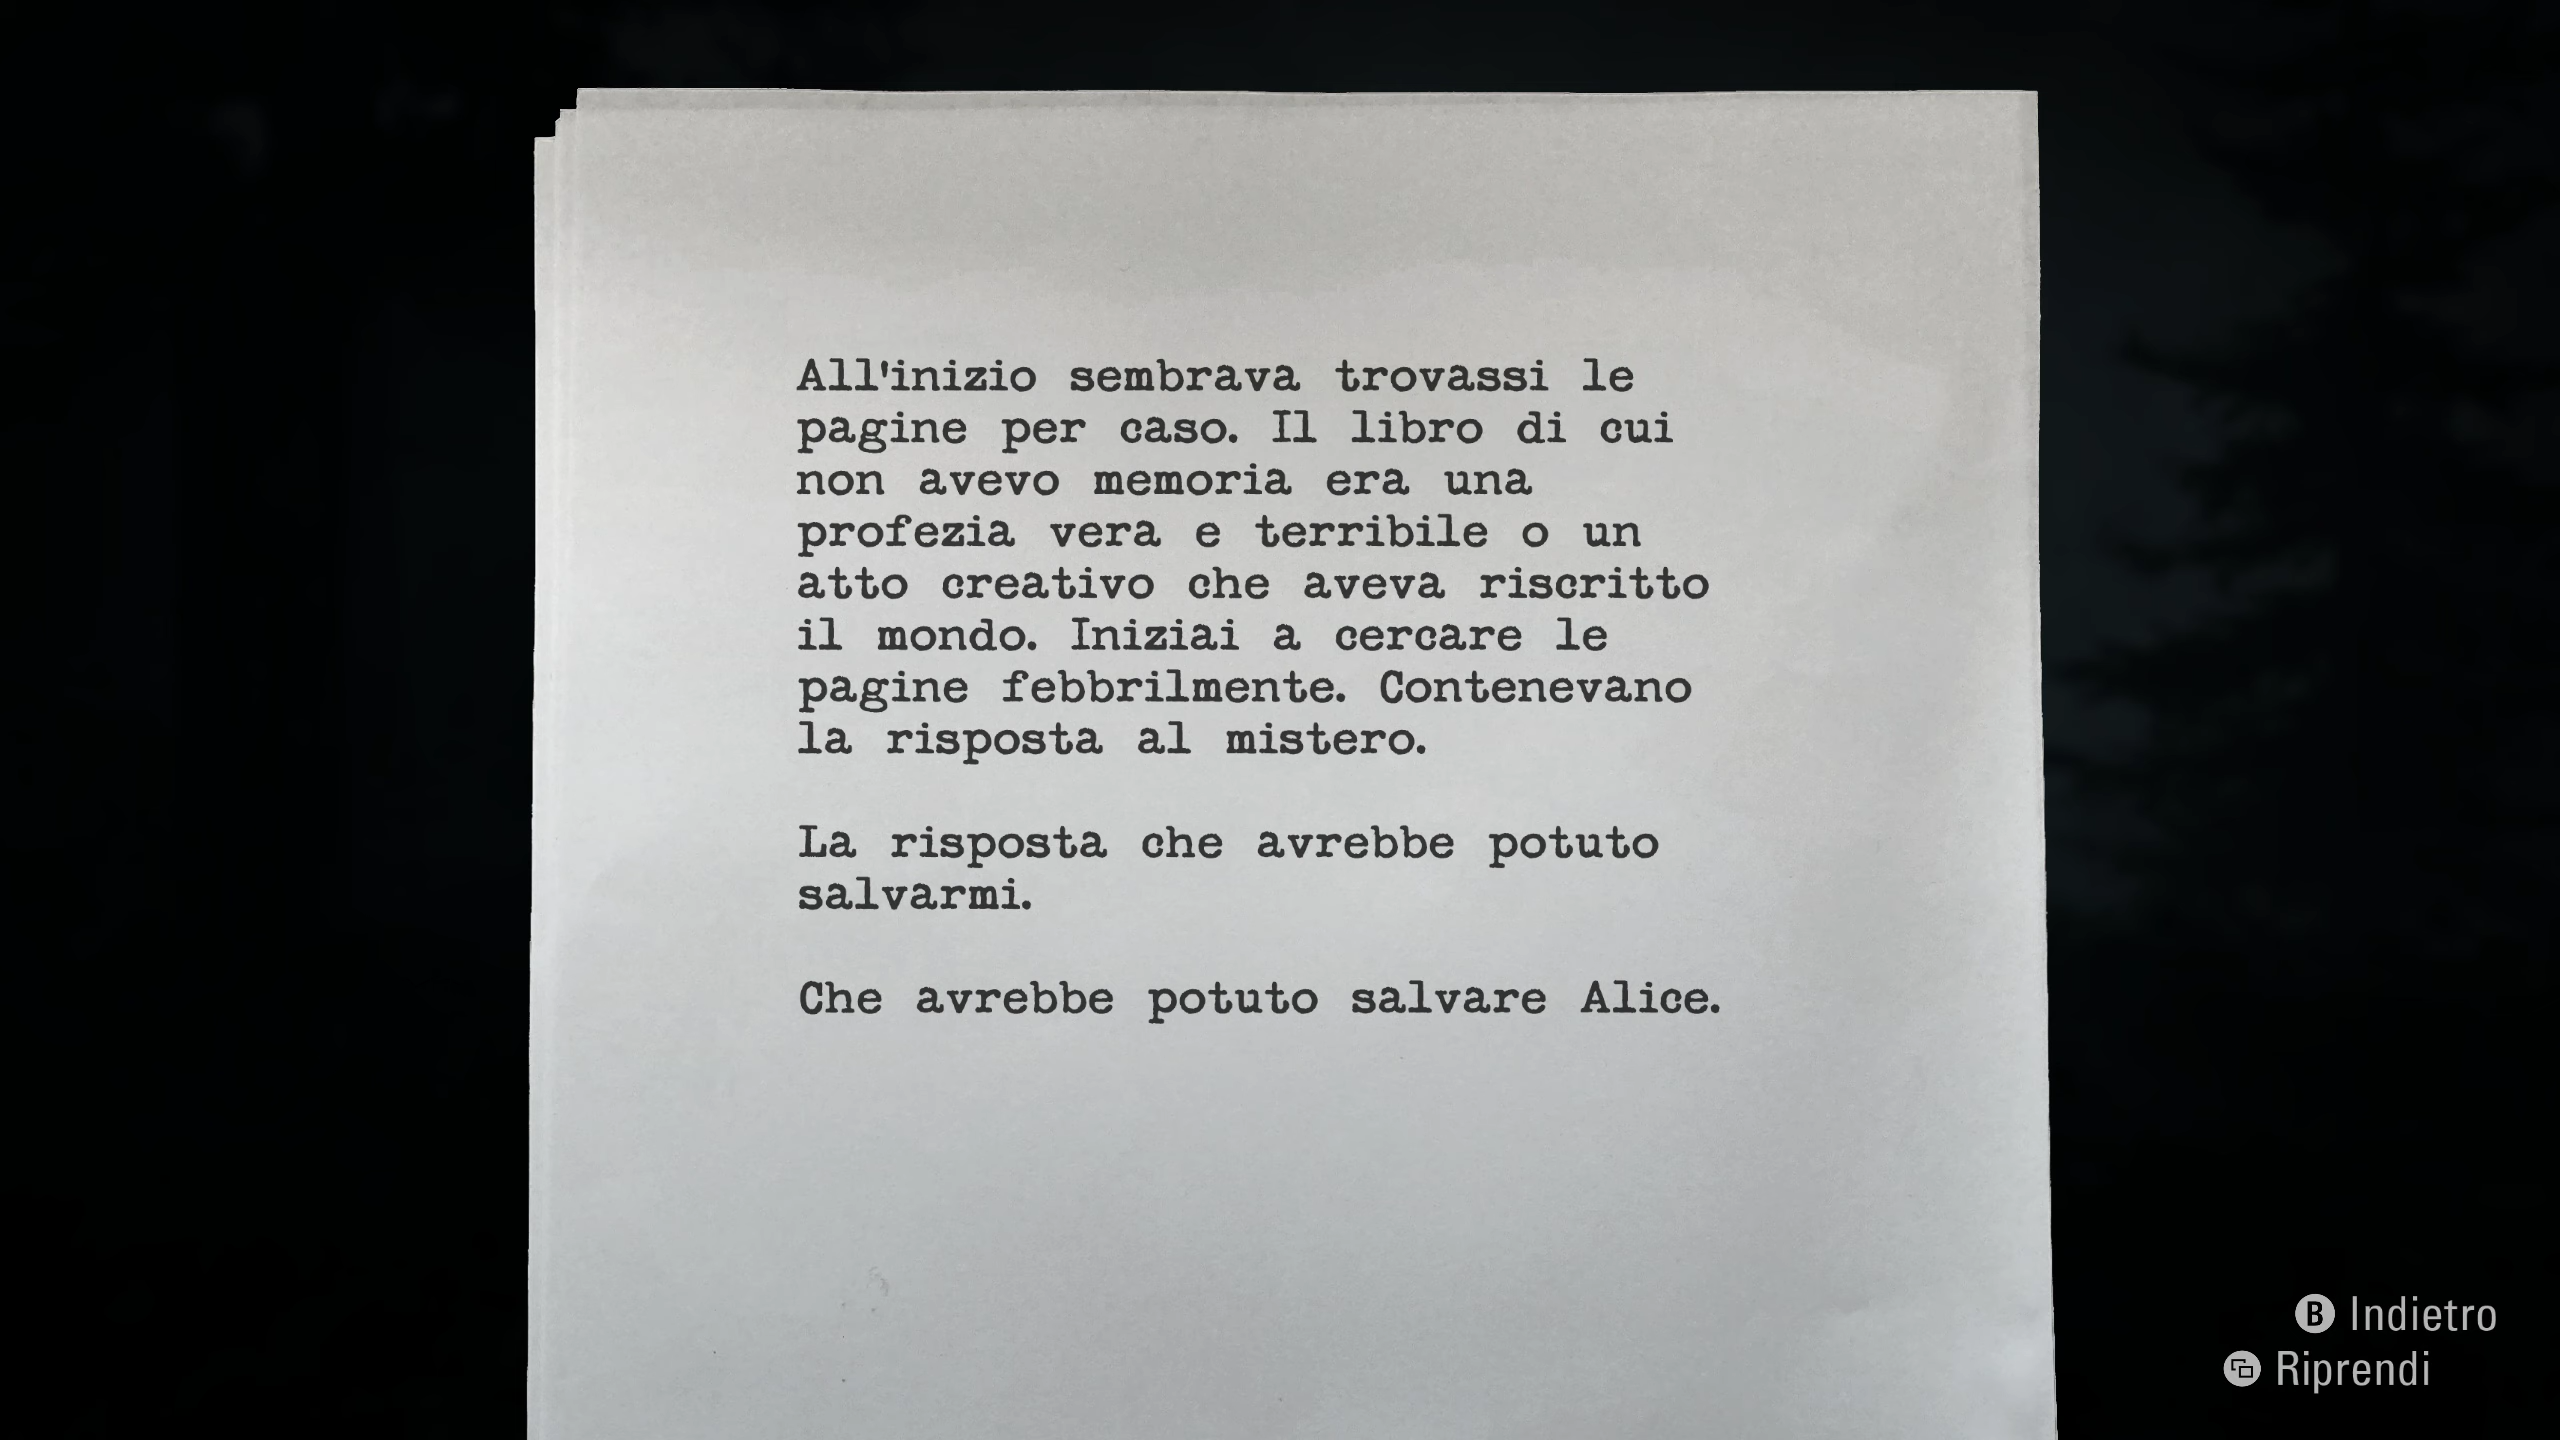 All'inizio sembrava trovassi le
pagine per caso. Il libro di cui
non avevo memoria era una
profezia vera e terribile o un
atto creativo che aveva riscritto
il mondo. Iniziai a cercare le
pagine febbrilmente. Contenevano
la risposta al mistero.
La risposta che avrebbe potuto
salvarmi.
Che avrebbe potuto salvare Alice.
B Indietro
Riprendi